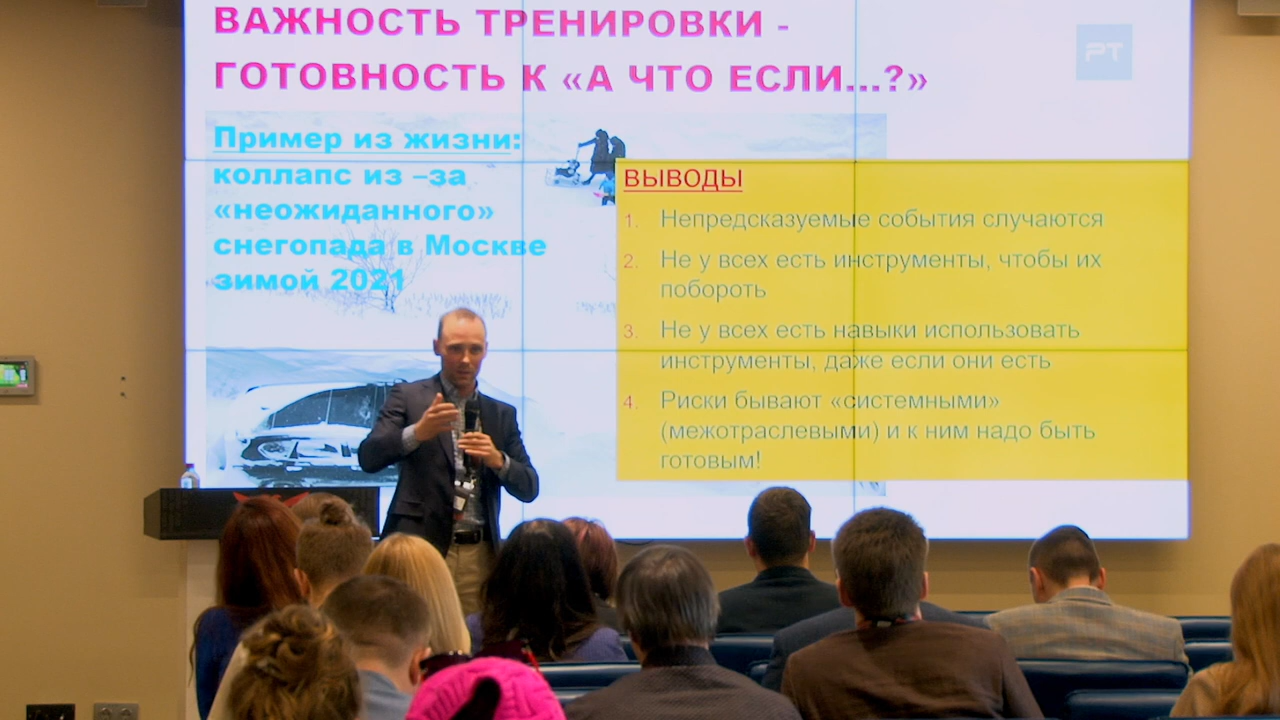 ВАЖНОСТЬ ТРЕНИРОВКИ -
ГОТОВНОСТЬ К «А ЧТО ЕСЛИ...?»
РТ
Пример из жизни:
коллапс из –за
«неожиданного»
снегопада в Москве
зимой 2021
ВЫВОДЫ
1. Непредсказуемые события случаются
2. Не у всех есть инструменты, чтобы их
побороть
3. Не у всех есть навыки использовать
инструменты, даже если они есть
4. Риски бывают «системными»
(межотраслевыми) и к ним надо быть
готовым!